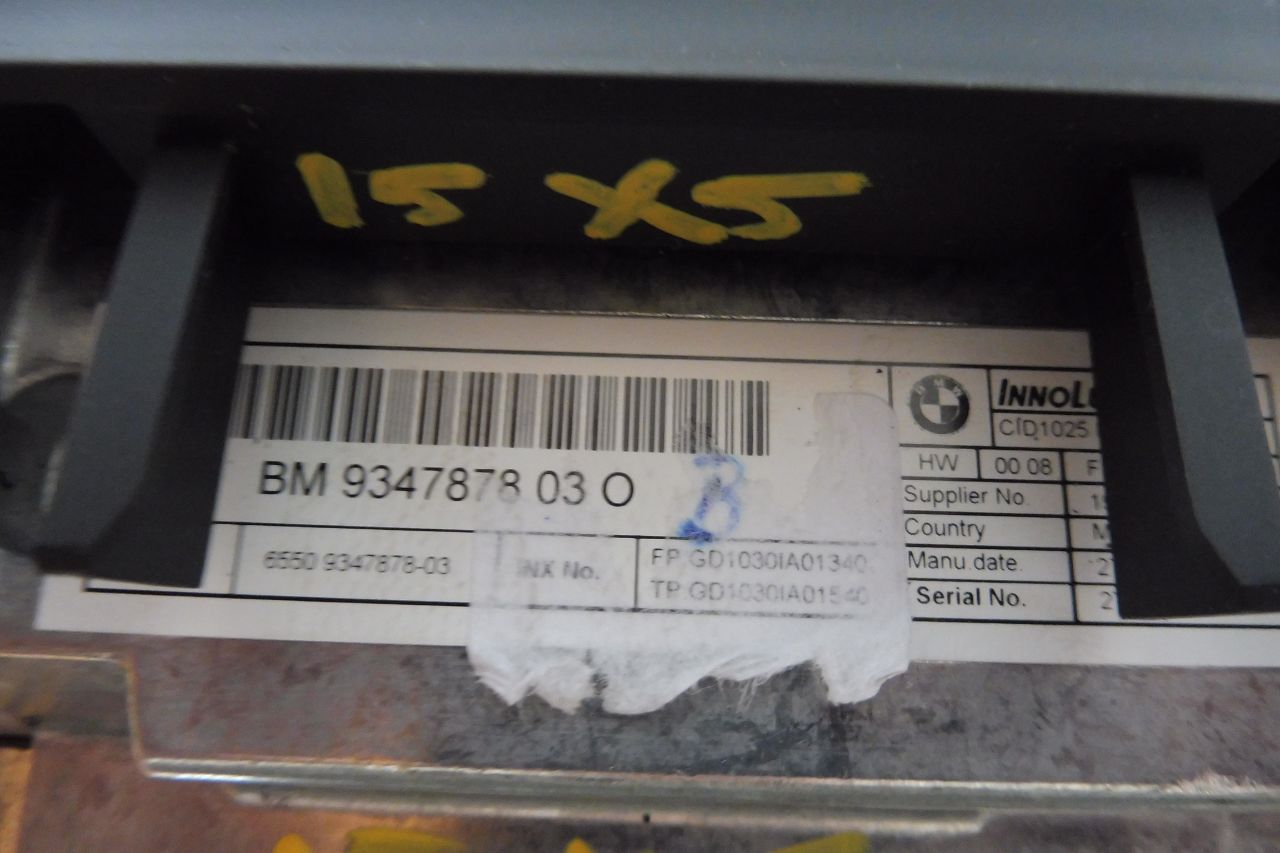 15 X5
INNOL
CID1025
BM 9347878 03 O
B
HW 00 08 F
Supplier No.
Country M
6550 9347878-03 INX No. FP.GD1030IA01340
TP.GD1030IA01540
Manu.date.
Serial No. 2